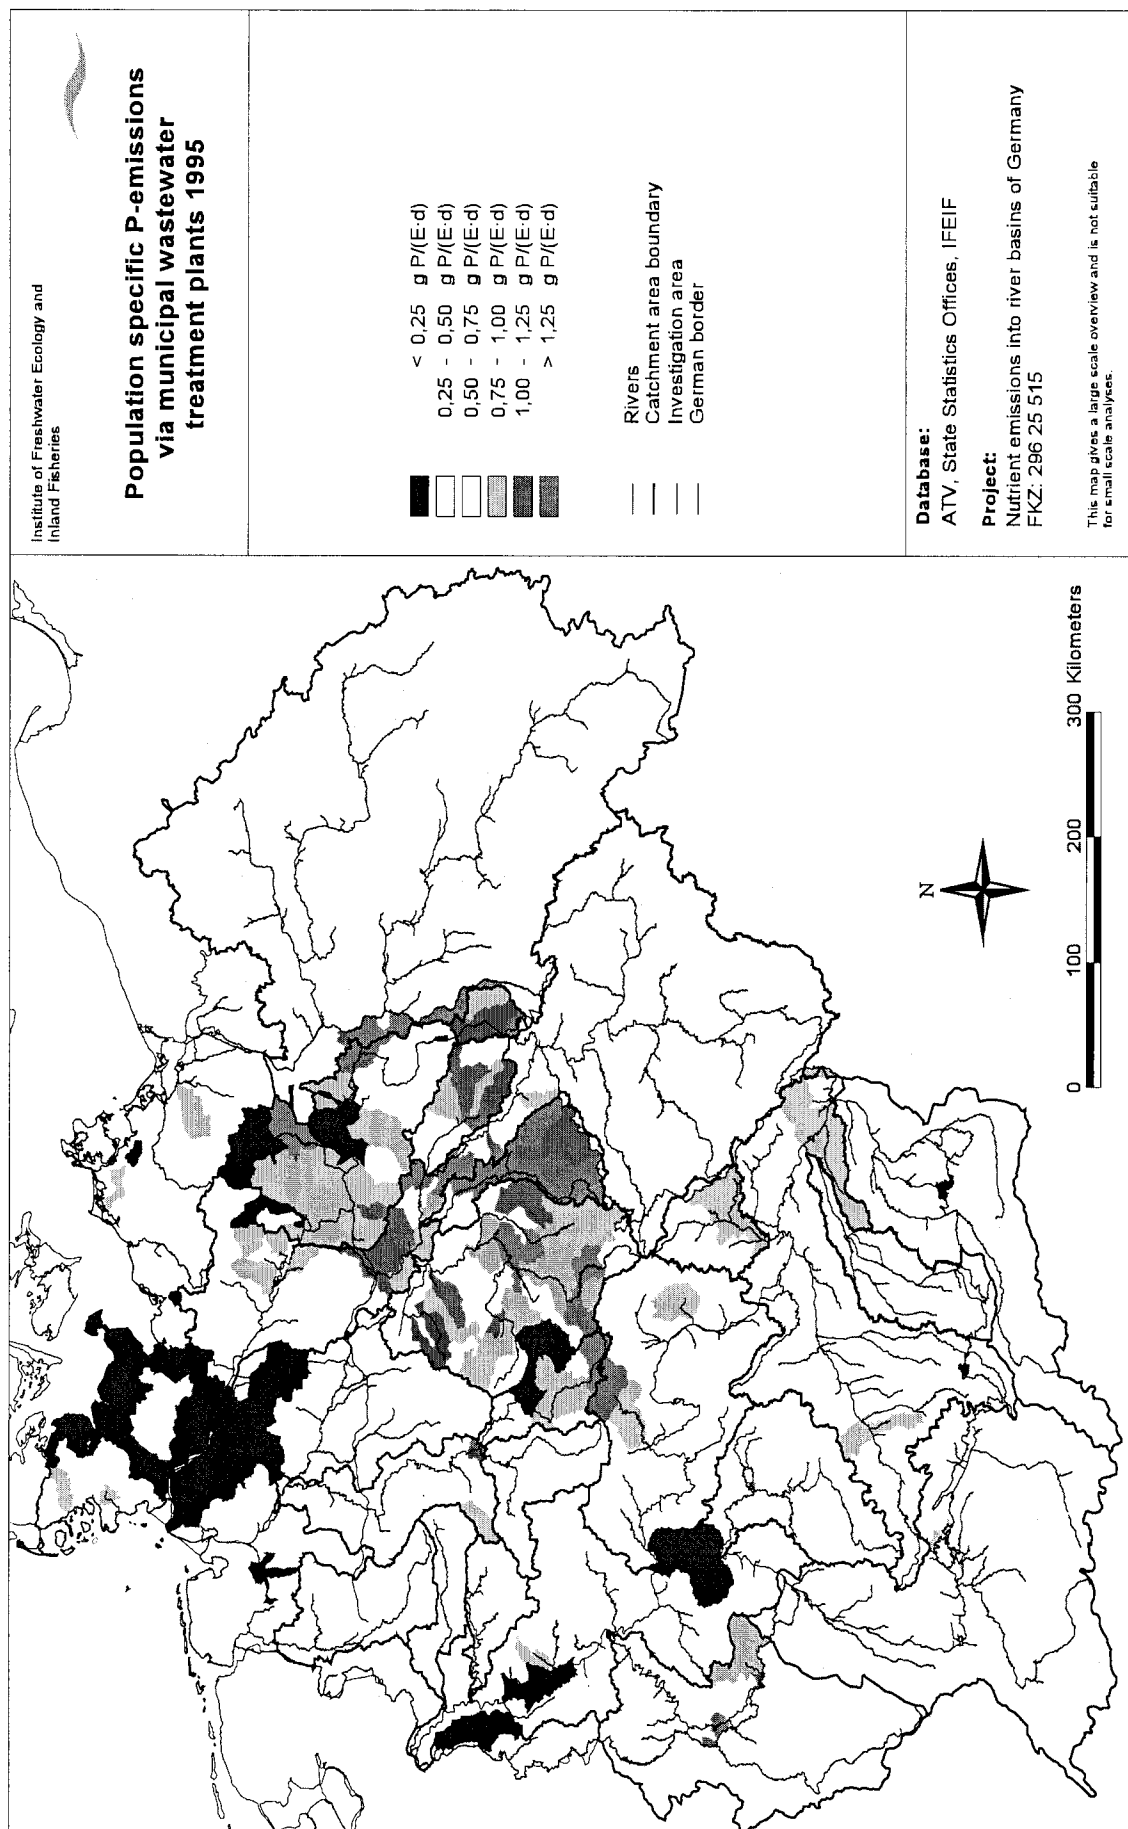 Institute of Freshwater Ecology and
Inland Fisheries
Population specific P-emissions
via municipal wastewater
treatment plants 1995
< 0,25 g P/(E·d)
0,25 - 0,50 g P/(E·d)
0,50 - 0,75 g P/(E·d)
0,75 - 1,00 g P/(E·d)
1,00 - 1,25 g P/(E·d)
> 1,25 g P/(E·d)
Rivers
Catchment area boundary
Investigation area
German border
Database:
ATV, State Statistics Offices, IFEIF
Project:
Nutrient emissions into river basins of Germany
FKZ: 296 25 515
This map gives a large scale overview and is not suitable
for small scale analyses.
N
0 100 200 300 Kilometers